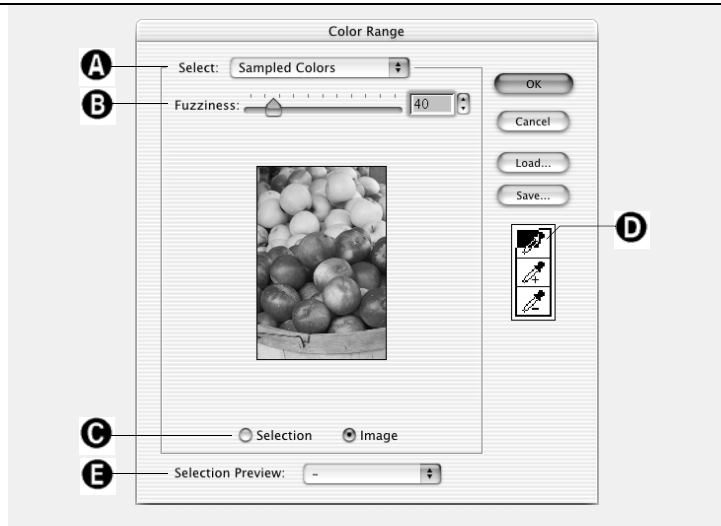 Color Range
A
Select: Sampled Colors
OK
B
Fuzziness: 40
Cancel
Load...
Save...
D
C
Selection Image
E
Selection Preview: -